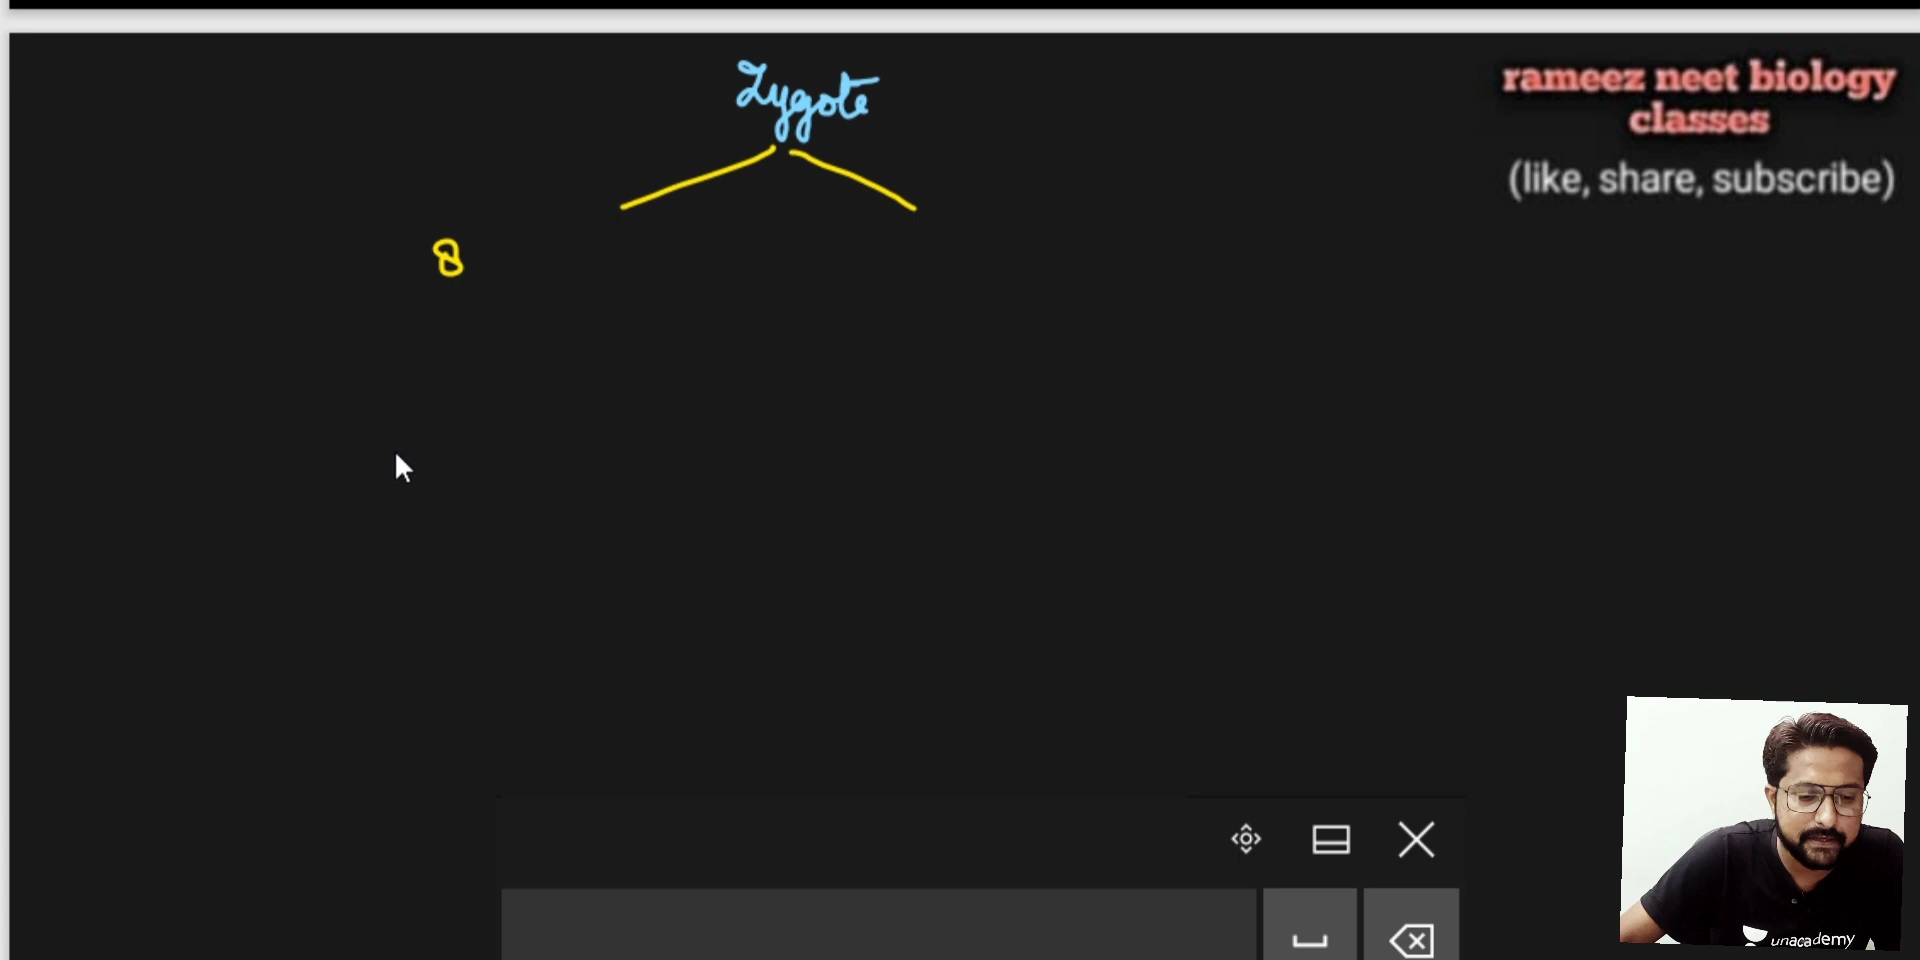 Zygote
rameez neet biology
classes
(like, share, subscribe)
8
unacademy